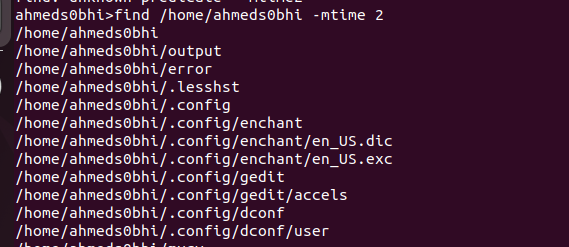 ahmeds0bhi>find /home/ahmeds0bhi -mtime 2
/home/ahmeds0bhi
/home/ahmeds0bhi/output
/home/ahmeds0bhi/error
/home/ahmeds0bhi/.lesshst
/home/ahmeds0bhi/.config
/home/ahmeds0bhi/.config/enchant
/home/ahmeds0bhi/.config/enchant/en_US.dic
/home/ahmeds0bhi/.config/enchant/en_US.exc
/home/ahmeds0bhi/.config/gedit
/home/ahmeds0bhi/.config/gedit/accels
/home/ahmeds0bhi/.config/dconf
/home/ahmeds0bhi/.config/dconf/user